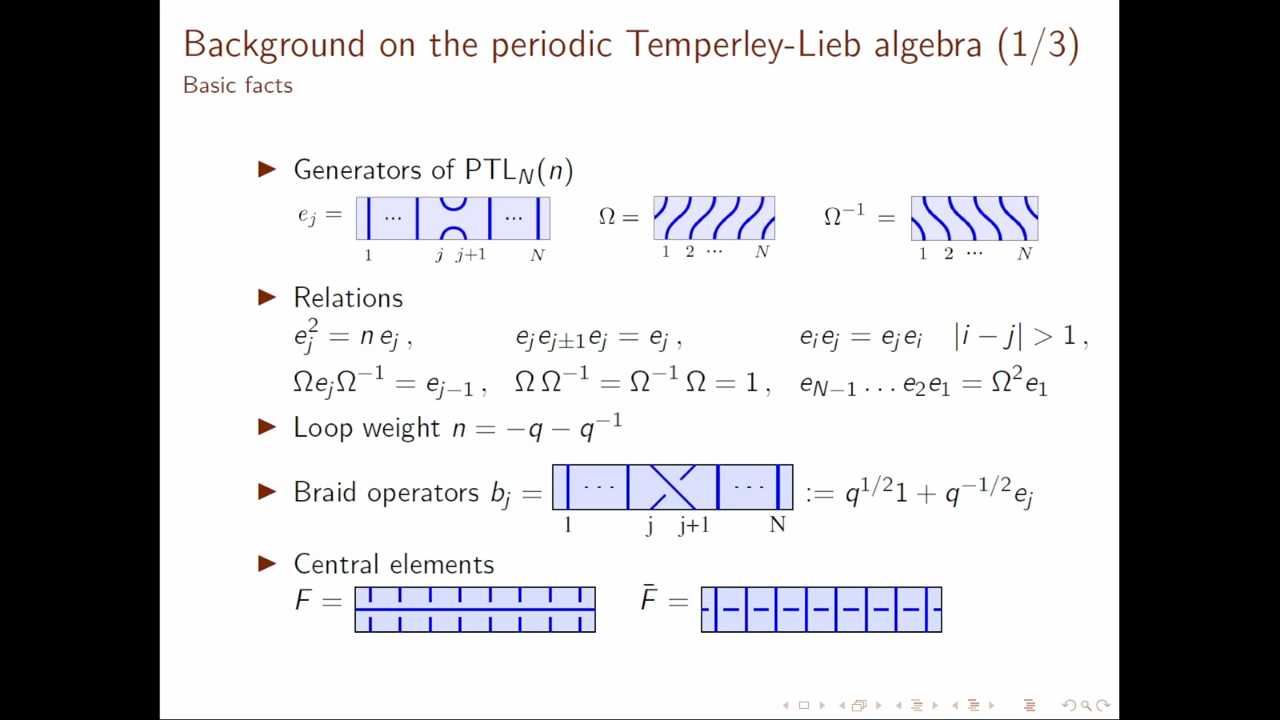 Background on the periodic Temperley-Lieb algebra (1/3)
Basic facts
▶ Generators of PTL_N(n)
e_j = ... ... Ω = Ω^{-1} =
1 j j+1 N 1 2 ... N 1 2 ... N
▶ Relations
e_j^2 = n e_j , e_j e_{j±1} e_j = e_j , e_i e_j = e_j e_i |i − j| > 1 ,
Ω e_j Ω^{-1} = e_{j−1} , Ω Ω^{-1} = Ω^{-1} Ω = 1 , e_{N−1} ... e_2 e_1 = Ω^2 e_1
▶ Loop weight n = −q − q^{-1}
▶ Braid operators b_j = ... ... := q^{1/2} 1 + q^{-1/2} e_j
1 j j+1 N
▶ Central elements
F = F̄ =